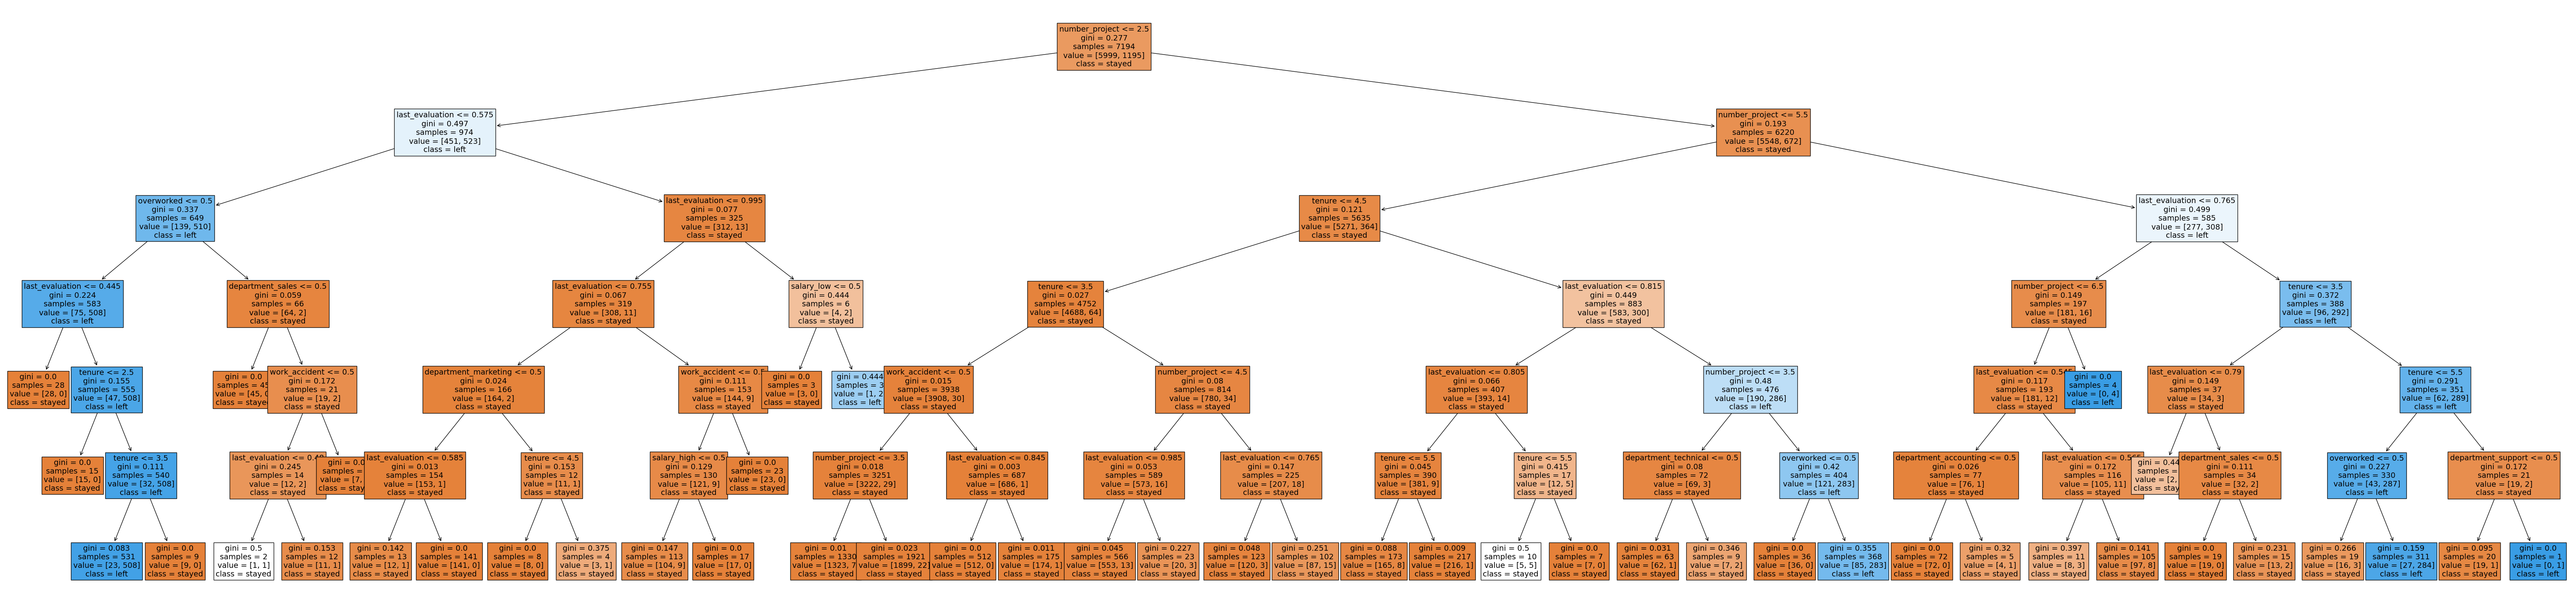 number_project <= 2.5
gini = 0.277
samples = 7194
value = [5999, 1195]
class = stayed
last_evaluation <= 0.575
gini = 0.497
samples = 974
value = [451, 523]
class = left
number_project <= 5.5
gini = 0.193
samples = 6220
value = [5548, 672]
class = stayed
overworked <= 0.5
gini = 0.337
samples = 649
value = [139, 510]
class = left
last_evaluation <= 0.995
gini = 0.077
samples = 325
value = [312, 13]
class = stayed
tenure <= 4.5
gini = 0.121
samples = 5635
value = [5271, 364]
class = stayed
last_evaluation <= 0.765
gini = 0.499
samples = 585
value = [277, 308]
class = left
last_evaluation <= 0.445
gini = 0.224
samples = 583
value = [75, 508]
class = left
department_sales <= 0.5
gini = 0.059
samples = 66
value = [64, 2]
class = stayed
last_evaluation <= 0.755
gini = 0.067
samples = 319
value = [308, 11]
class = stayed
salary_low <= 0.5
gini = 0.444
samples = 6
value = [4, 2]
class = stayed
tenure <= 3.5
gini = 0.027
samples = 4752
value = [4688, 64]
class = stayed
last_evaluation <= 0.815
gini = 0.449
samples = 883
value = [583, 300]
class = stayed
number_project <= 6.5
gini = 0.149
samples = 197
value = [181, 16]
class = stayed
tenure <= 3.5
gini = 0.372
samples = 388
value = [96, 292]
class = left
gini = 0.0
samples = 28
value = [28, 0]
class = stayed
tenure <= 2.5
gini = 0.155
samples = 555
value = [47, 508]
class = left
gini = 0.0
samples = 45
value = [45, 0
class = staye
work_accident <= 0.5
gini = 0.172
samples = 21
value = [19, 2]
class = stayed
department_marketing <= 0.5
gini = 0.024
samples = 166
value = [164, 2]
class = stayed
work_accident <= 0.5
gini = 0.111
samples = 153
value = [144, 9]
class = stayed
gini = 0.0
samples = 3
value = [3, 0]
class = stayed
gini = 0.444
samples = 3
value = [1, 2
class = left
work_accident <= 0.5
gini = 0.015
samples = 3938
value = [3908, 30]
class = stayed
number_project <= 4.5
gini = 0.08
samples = 814
value = [780, 34]
class = stayed
last_evaluation <= 0.805
gini = 0.066
samples = 407
value = [393, 14]
class = stayed
number_project <= 3.5
gini = 0.48
samples = 476
value = [190, 286]
class = left
last_evaluation <=
gini = 0.117
samples = 193
value = [181, 12]
class = stayed
gini = 0.0
samples = 4
value = [0, 4]
class = left
last_evaluation <= 0.79
gini = 0.149
samples = 37
value = [34, 3]
class = stayed
tenure <= 5.5
gini = 0.291
samples = 351
value = [62, 289]
class = left
gini = 0.0
samples = 15
value = [15, 0]
class = stayed
tenure <= 3.5
gini = 0.111
samples = 540
value = [32, 508]
class = left
last_evaluation <=
gini = 0.245
samples = 14
value = [12, 2]
class = stayed
gini = 0.0
samples =
value = [7,
class = stay
last_evaluation <= 0.585
gini = 0.013
samples = 154
value = [153, 1]
class = stayed
tenure <= 4.5
gini = 0.153
samples = 12
value = [11, 1]
class = stayed
salary_high <= 0.5
gini = 0.129
samples = 130
value = [121, 9]
class = stayed
gini = 0.0
samples = 23
value = [23, 0]
class = stayed
number_project <= 3.5
gini = 0.018
samples = 3251
value = [3222, 29]
class = stayed
last_evaluation <= 0.845
gini = 0.003
samples = 687
value = [686, 1]
class = stayed
last_evaluation <= 0.985
gini = 0.053
samples = 589
value = [573, 16]
class = stayed
last_evaluation <= 0.765
gini = 0.147
samples = 225
value = [207, 18]
class = stayed
tenure <= 5.5
gini = 0.045
samples = 390
value = [381, 9]
class = stayed
tenure <= 5.5
gini = 0.415
samples = 17
value = [12, 5]
class = stayed
department_technical <= 0.5
gini = 0.08
samples = 72
value = [69, 3]
class = stayed
overworked <= 0.5
gini = 0.42
samples = 404
value = [121, 283]
class = left
department_accounting <= 0.5
gini = 0.026
samples = 77
value = [76, 1]
class = stayed
last_evaluation <=
gini = 0.172
samples = 116
value = [105, 11]
class = stayed
gini = 0.44
samples =
value = [2,
class = stay
department_sales <= 0.5
gini = 0.111
samples = 34
value = [32, 2]
class = stayed
overworked <= 0.5
gini = 0.227
samples = 330
value = [43, 287]
class = left
department_support <= 0.5
gini = 0.172
samples = 21
value = [19, 2]
class = stayed
gini = 0.083
samples = 531
value = [23, 508]
class = left
gini = 0.0
samples = 9
value = [9, 0]
class = stayed
gini = 0.5
samples = 2
value = [1, 1]
class = stayed
gini = 0.153
samples = 12
value = [11, 1]
class = stayed
gini = 0.142
samples = 13
value = [12, 1]
class = stayed
gini = 0.0
samples = 141
value = [141, 0]
class = stayed
gini = 0.0
samples = 8
value = [8, 0]
class = stayed
gini = 0.375
samples = 4
value = [3, 1]
class = stayed
gini = 0.147
samples = 113
value = [104, 9]
class = stayed
gini = 0.0
samples = 17
value = [17, 0]
class = stayed
gini = 0.01
samples = 1330
value = [1323, 7
class = stayed
gini = 0.023
samples = 1921
value = [1899, 22]
class = stayed
gini = 0.0
samples = 512
value = [512, 0]
class = stayed
gini = 0.011
samples = 175
value = [174, 1]
class = stayed
gini = 0.045
samples = 566
value = [553, 13]
class = stayed
gini = 0.227
samples = 23
value = [20, 3]
class = stayed
gini = 0.048
samples = 123
value = [120, 3]
class = stayed
gini = 0.251
samples = 102
value = [87, 15]
class = stayed
gini = 0.088
samples = 173
value = [165, 8]
class = stayed
gini = 0.009
samples = 217
value = [216, 1]
class = stayed
gini = 0.5
samples = 10
value = [5, 5]
class = stayed
gini = 0.0
samples = 7
value = [7, 0]
class = stayed
gini = 0.031
samples = 63
value = [62, 1]
class = stayed
gini = 0.346
samples = 9
value = [7, 2]
class = stayed
gini = 0.0
samples = 36
value = [36, 0]
class = stayed
gini = 0.355
samples = 368
value = [85, 283]
class = left
gini = 0.0
samples = 72
value = [72, 0]
class = stayed
gini = 0.32
samples = 5
value = [4, 1]
class = stayed
gini = 0.397
samples = 11
value = [8, 3]
class = stayed
gini = 0.141
samples = 105
value = [97, 8]
class = stayed
gini = 0.0
samples = 19
value = [19, 0]
class = stayed
gini = 0.231
samples = 15
value = [13, 2]
class = stayed
gini = 0.266
samples = 19
value = [16, 3]
class = stayed
gini = 0.159
samples = 311
value = [27, 284]
class = left
gini = 0.095
samples = 20
value = [19, 1]
class = stayed
gini = 0.0
samples = 1
value = [0, 1]
class = left